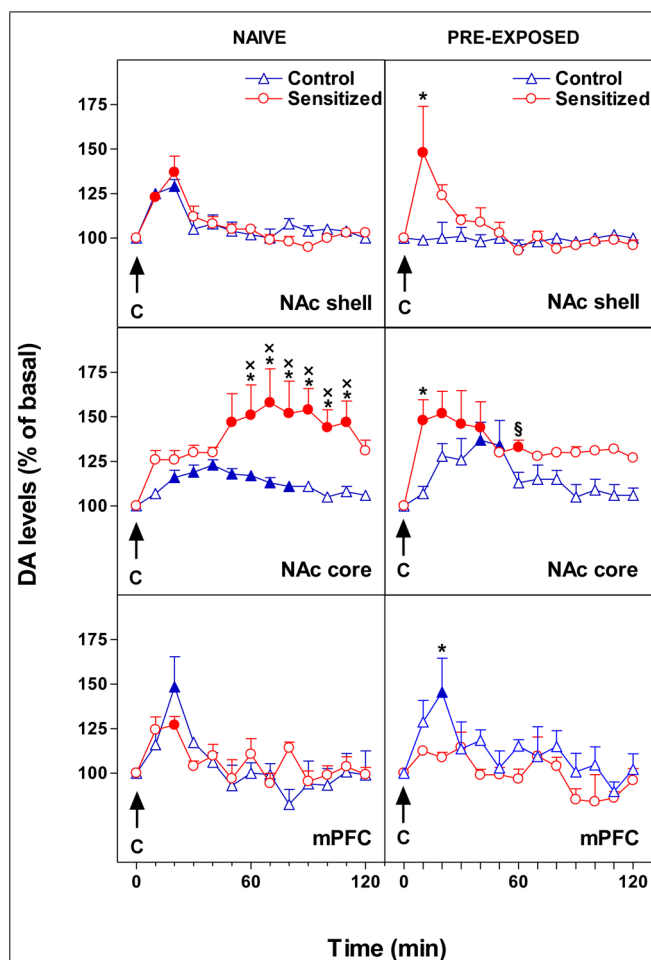 NAIVE
PRE-EXPOSED
Control
Sensitized
Control
Sensitized
*
175
150
125
100
C
NAc shell
C
NAc shell
× × × × × ×
* * * * * *
* §
175
150
125
100
C
NAc core
C
NAc core
*
175
150
125
100
C
mPFC
C
mPFC
0 60 120 0 60 120
DA levels (% of basal)
Time (min)